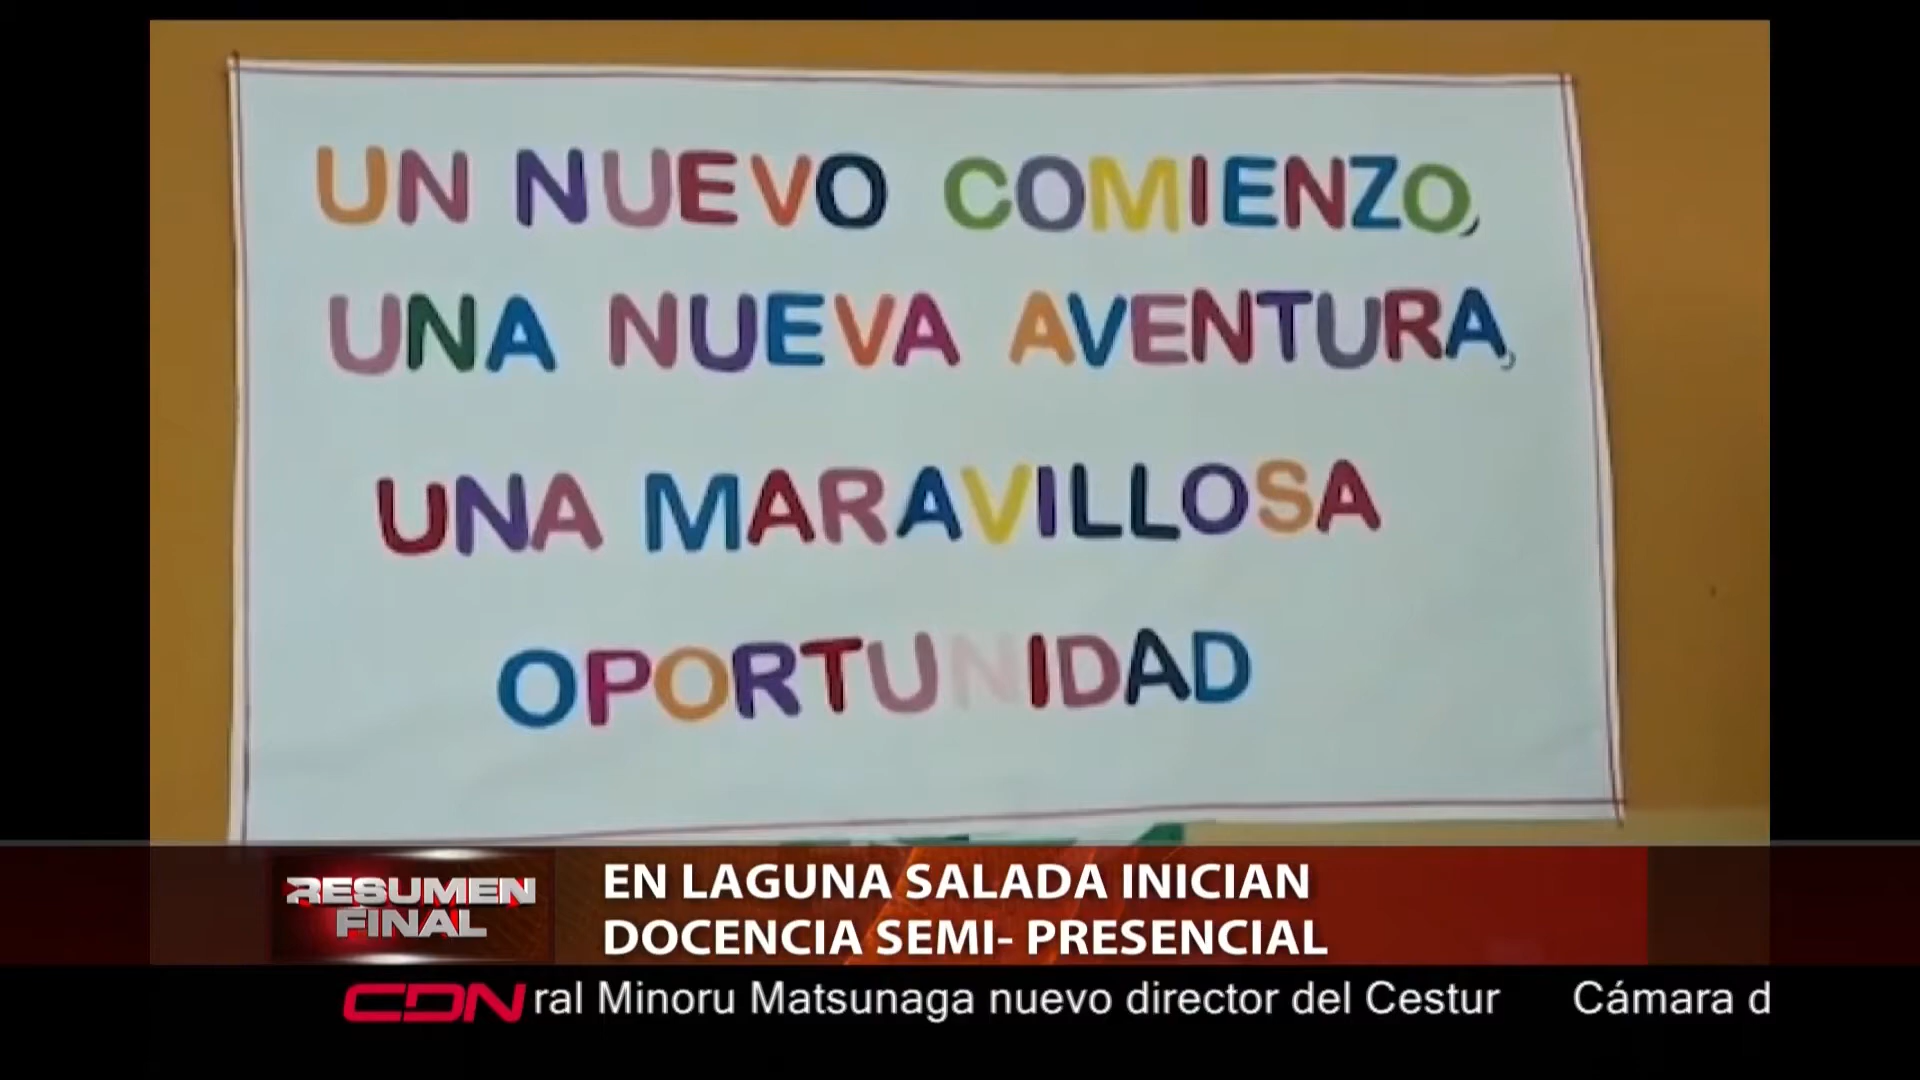 UN NUEVO COMIENZO,
UNA NUEVA AVENTURA,
UNA MARAVILLOSA
OPORTUNIDAD
RESUMEN
FINAL
EN LAGUNA SALADA INICIAN
DOCENCIA SEMI- PRESENCIAL
CDN ral Minoru Matsunaga nuevo director del Cestur Cámara d